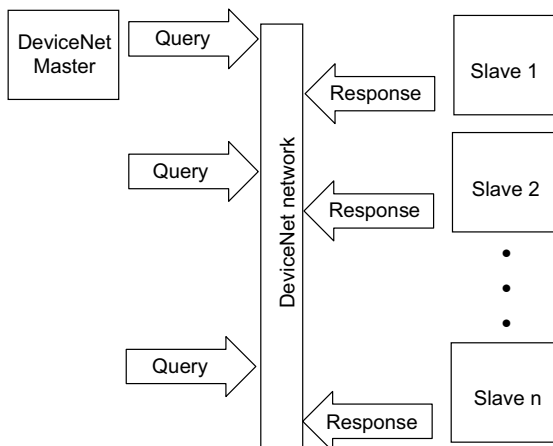 DeviceNet
Master
Query
Slave 1
Response
Query
Slave 2
Response
DeviceNet network
Query
Slave n
Response